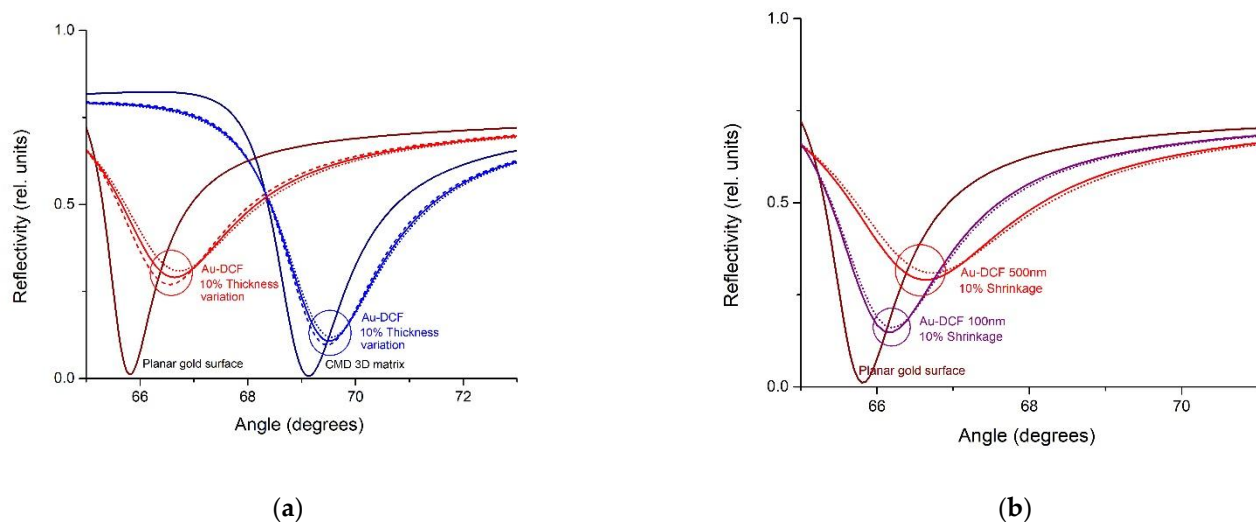 1.0
0.5
0.0
Reflectivity (rel. units)
Au-DCF
10% Thickness
variation
Au-DCF
10% Thickness
variation
Planar gold surface
CMD 3D matrix
66
68
70
72
Angle (degrees)
(a)
1.0
0.5
0.0
Reflectivity (rel. units)
Au-DCF 500nm
10% Shrinkage
Au-DCF 100nm
10% Shrinkage
Planar gold surface
66
68
70
Angle (degrees)
(b)